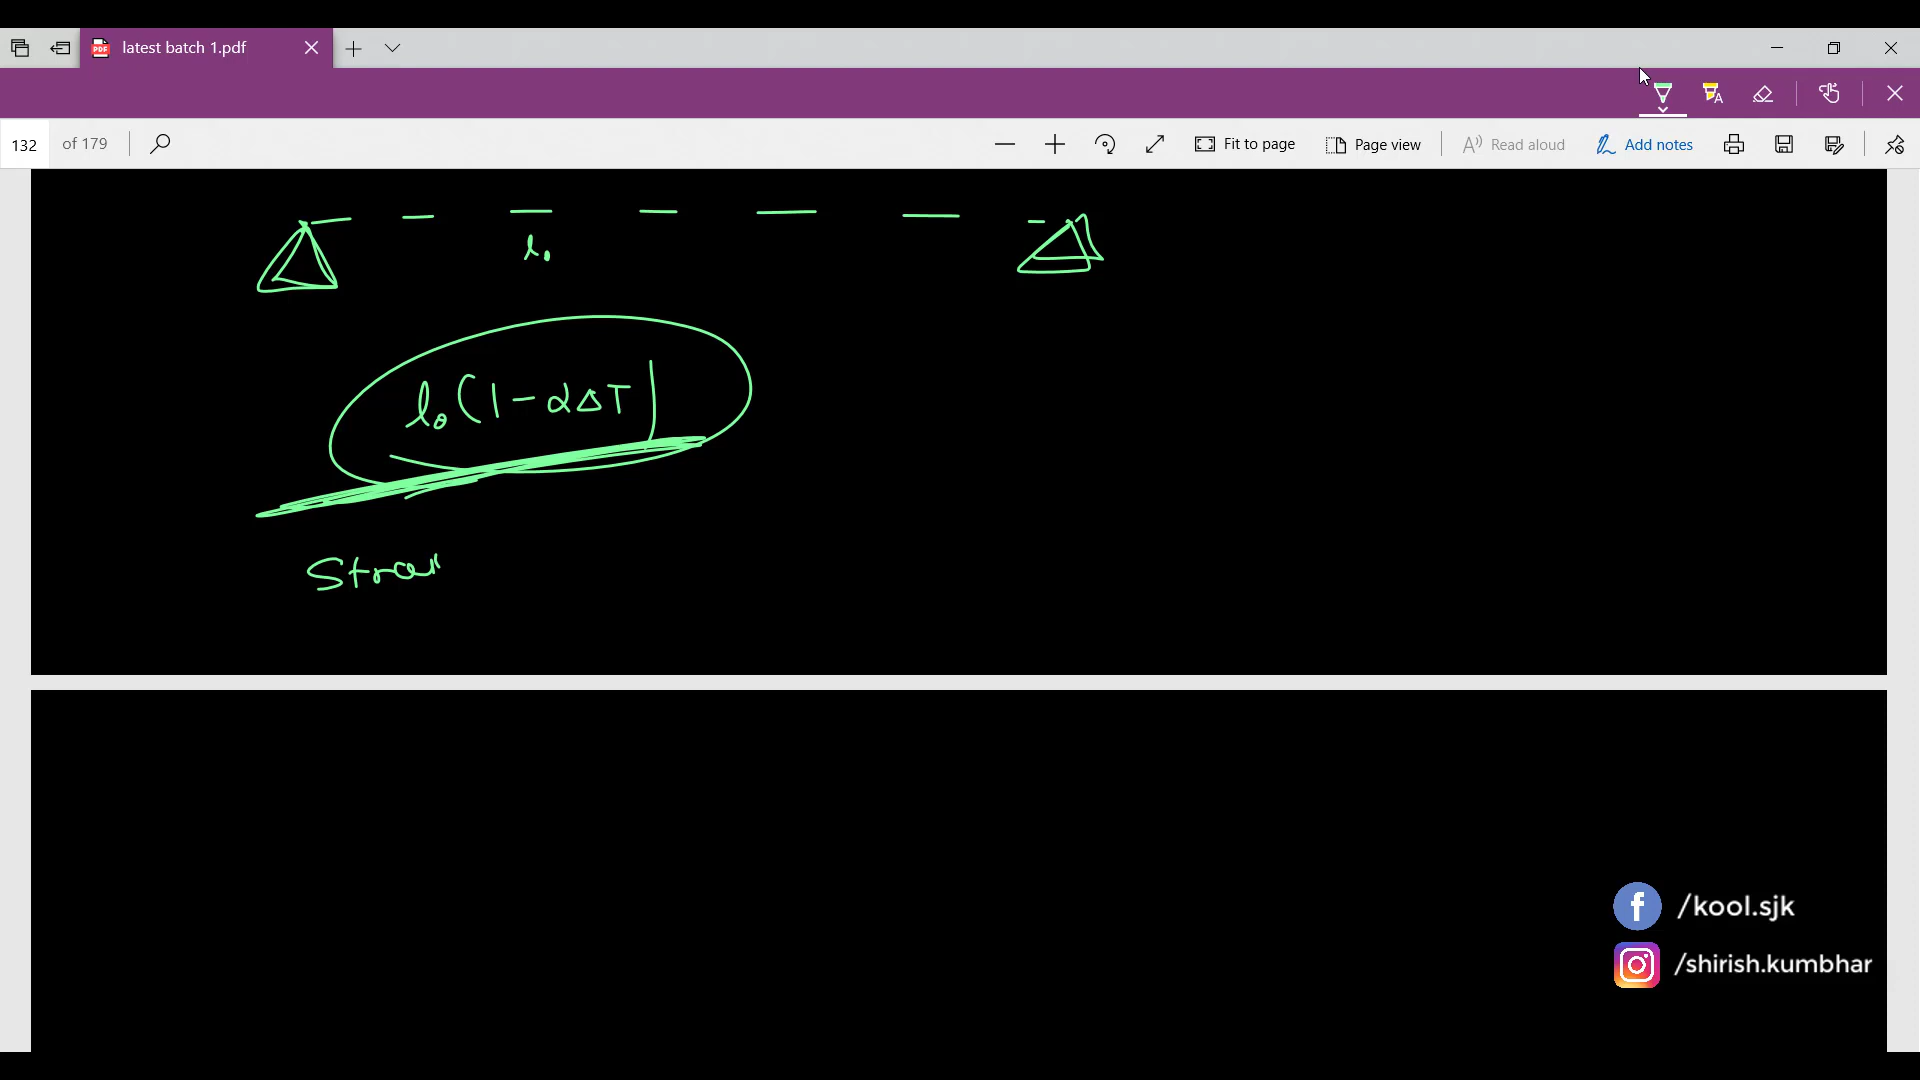 latest batch 1.pdf
132 of 179
Fit to page
Page view
Read aloud
Add notes
l₀
l₀(1-α∆T)
Strai
/kool.sjk
/shirish.kumbhar